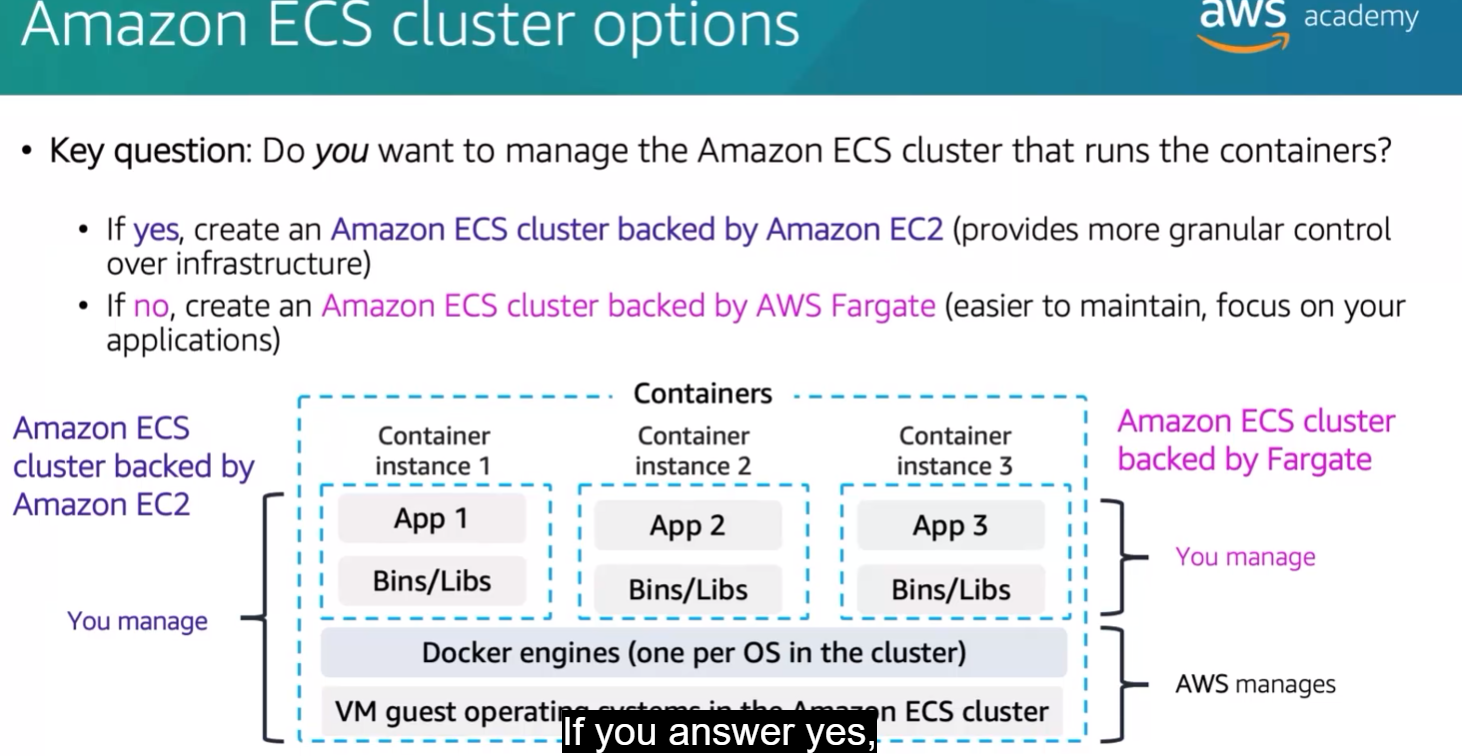 Amazon ECS cluster options
aws academy
• Key question: Do you want to manage the Amazon ECS cluster that runs the containers?
• If yes, create an Amazon ECS cluster backed by Amazon EC2 (provides more granular control
over infrastructure)
• If no, create an Amazon ECS cluster backed by AWS Fargate (easier to maintain, focus on your
applications)
Amazon ECS
cluster backed by
Amazon EC2
You manage
Containers
Container
instance 1
App 1
Bins/Libs
Container
instance 2
App 2
Bins/Libs
Container
instance 3
App 3
Bins/Libs
Docker engines (one per OS in the cluster)
VM guest operating systems in the Amazon ECS cluster
Amazon ECS cluster
backed by Fargate
You manage
AWS manages
If you answer yes,